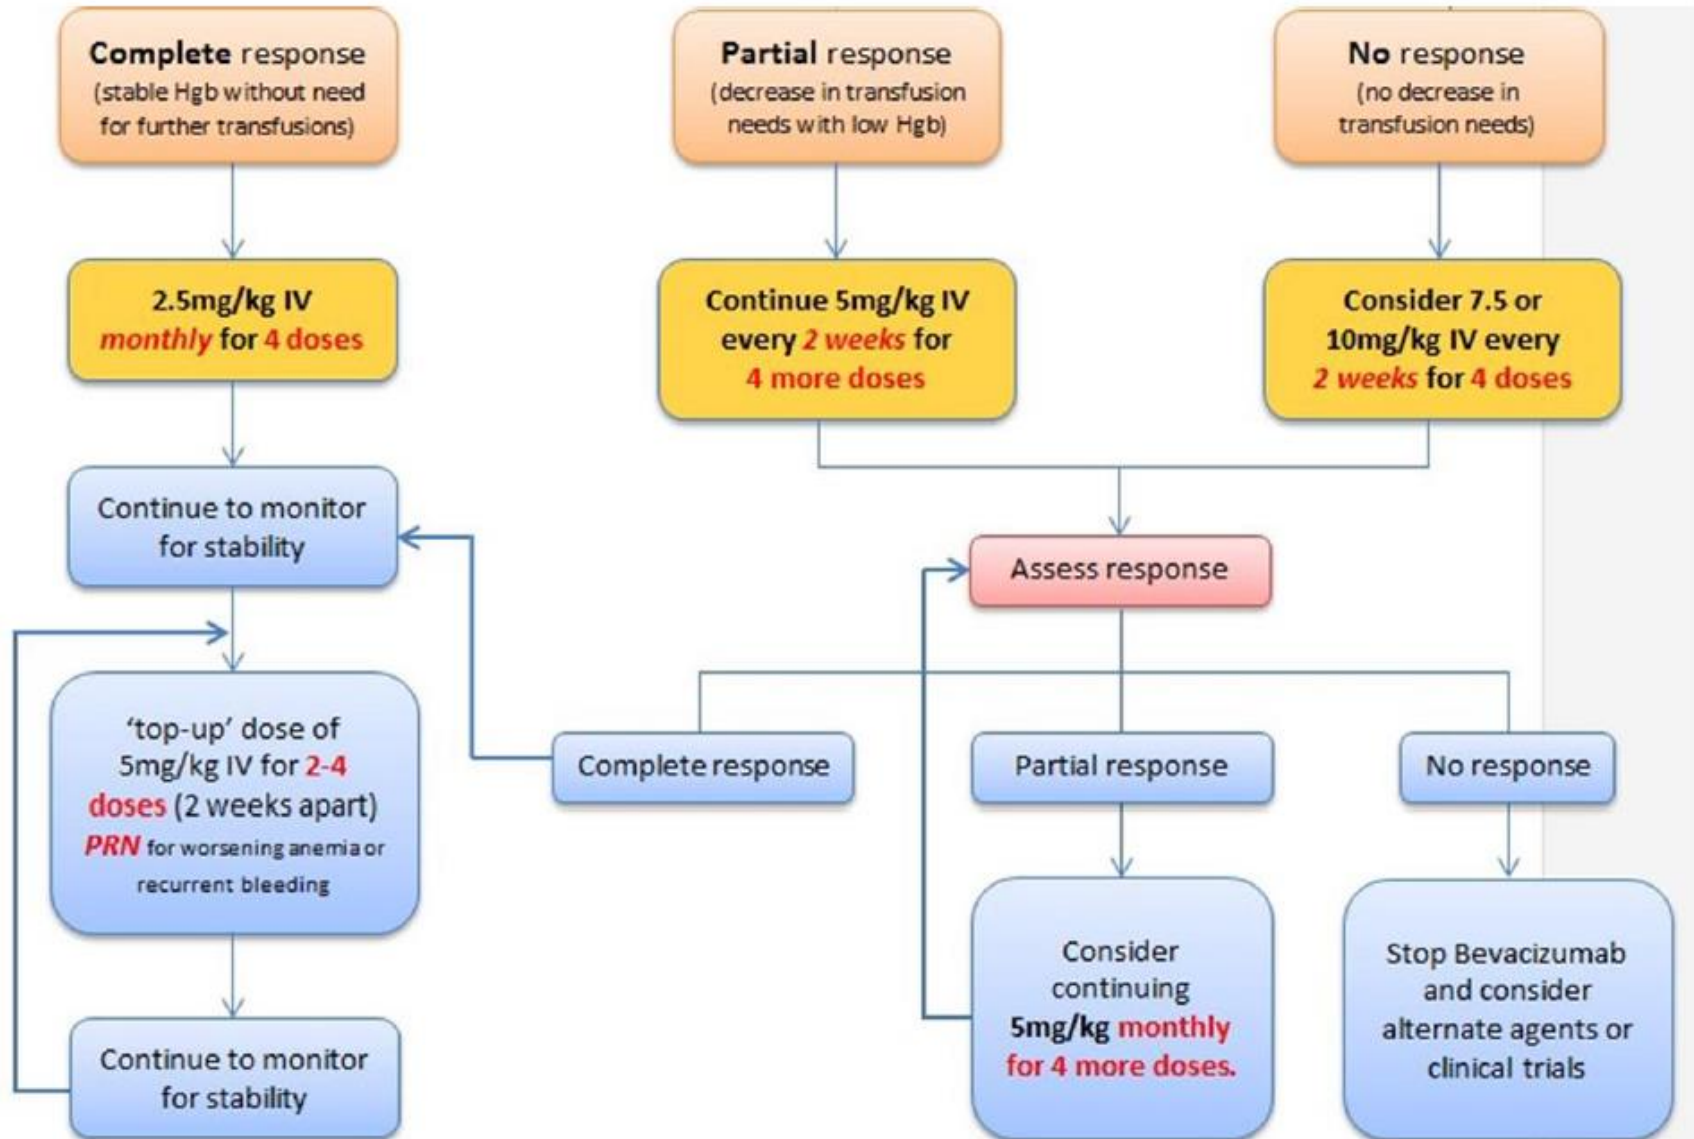 Complete response
(stable Hgb without need
for further transfusions)
Partial response
(decrease in transfusion
needs with low Hgb)
No response
(no decrease in
transfusion needs)
2.5mg/kg IV
monthly for 4 doses
Continue 5mg/kg IV
every 2 weeks for
4 more doses
Consider 7.5 or
10mg/kg IV every
2 weeks for 4 doses
Continue to monitor
for stability
Assess response
'top-up' dose of
5mg/kg IV for 2-4
doses (2 weeks apart)
PRN for worsening anemia or
recurrent bleeding
Complete response
Partial response
No response
Continue to monitor
for stability
Consider
continuing
5mg/kg monthly
for 4 more doses.
Stop Bevacizumab
and consider
alternate agents or
clinical trials